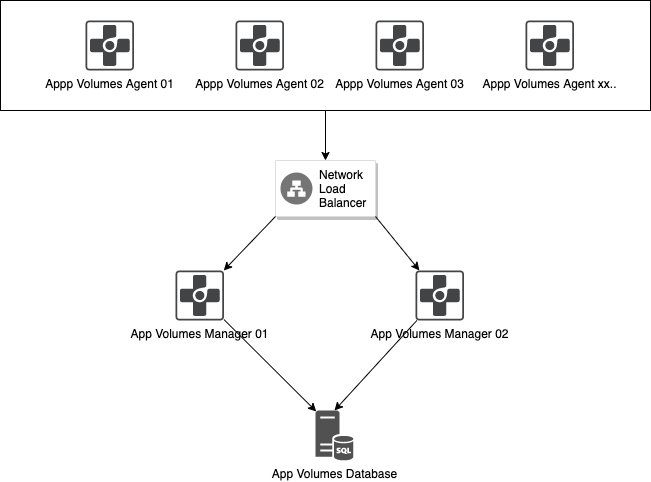 Appp Volumes Agent 01
Appp Volumes Agent 02
Appp Volumes Agent 03
Appp Volumes Agent xx..
Network
Load
Balancer
App Volumes Manager 01
App Volumes Manager 02
SQL
App Volumes Database